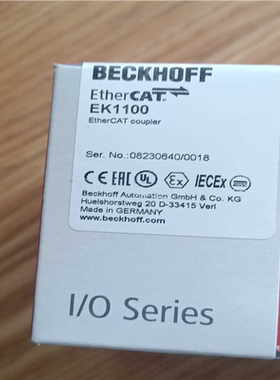 BECKHOFF
EtherCAT
EK1100
EtherCAT coupler
Ser. No.:08230640/0018
CE EAC UL Ex IECEx
Beckhoff Automation GmbH & Co. KG
Huelshorstweg 20 D-33415 Verl
Made in GERMANY
www.beckhoff.com
I/O Series